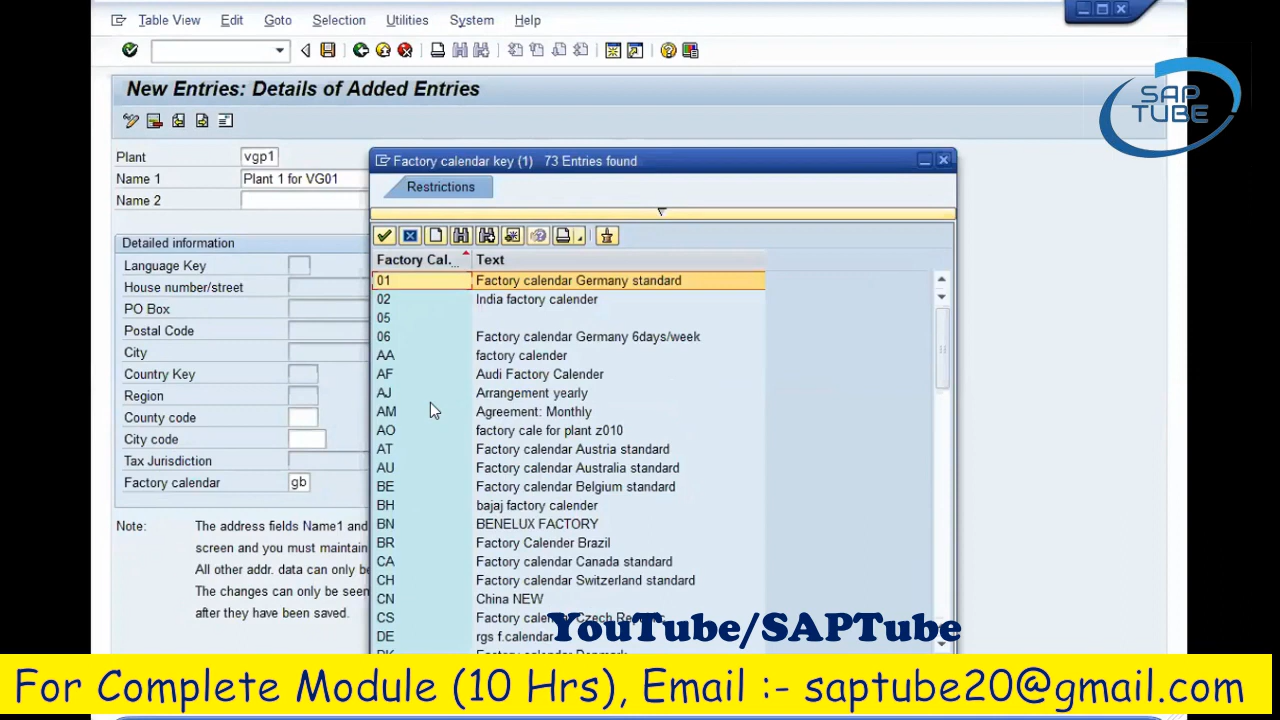 Table View Edit Goto Selection Utilities System Help
New Entries: Details of Added Entries
SAP
TUBE
Plant vgp1
Name 1 Plant 1 for VG01
Name 2
Detailed information
Language Key
House number/street
PO Box
Postal Code
City
Country Key
Region
County code
City code
Tax Jurisdiction
Factory calendar gb
Note: The address fields Name1 and
screen and you must maintain
All other addr. data can only be
The changes can only be seen
after they have been saved.
Factory calendar key (1) 73 Entries found
Restrictions
Factory Cal... Text
01 Factory calendar Germany standard
02 India factory calender
05
06 Factory calendar Germany 6days/week
AA factory calender
AF Audi Factory Calender
AJ Arrangement yearly
AM Agreement: Monthly
AO factory cale for plant z010
AT Factory calendar Austria standard
AU Factory calendar Australia standard
BE Factory calendar Belgium standard
BH bajaj factory calender
BN BENELUX FACTORY
BR Factory Calender Brazil
CA Factory calendar Canada standard
CH Factory calendar Switzerland standard
CN China NEW
CS Factory Czech
DE rgs f.calendar
YouTube/SAPTube
For Complete Module (10 Hrs), Email :- saptube20@gmail.com